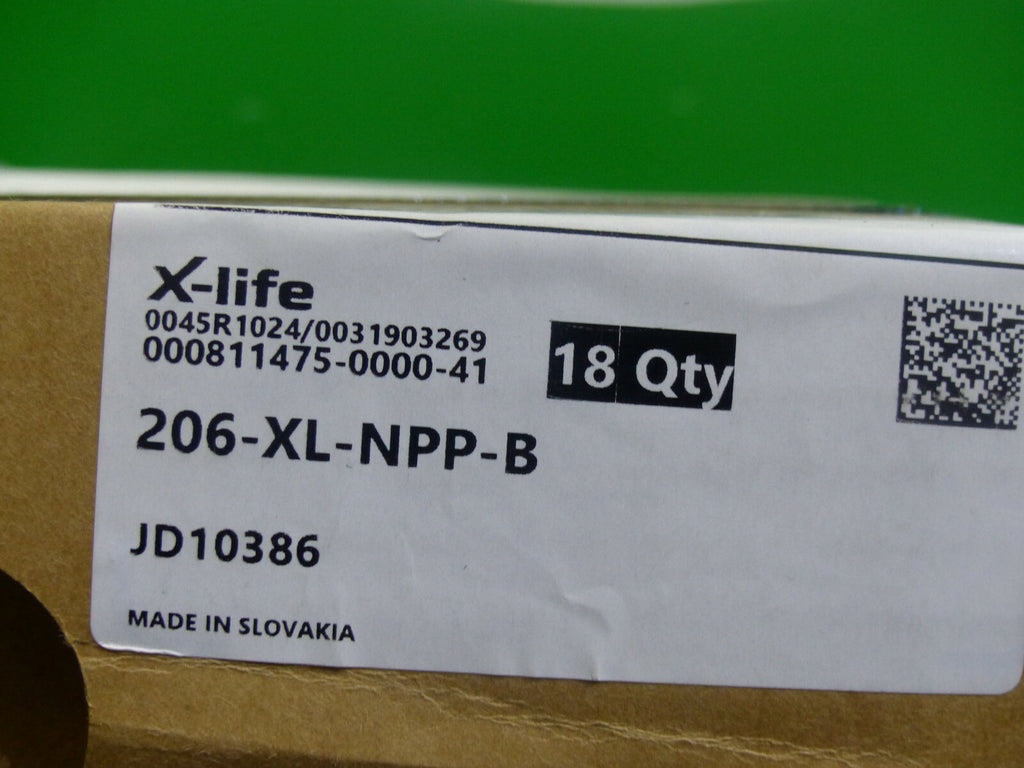 X-life
0045R1024/0031903269
000811475-0000-41
18 Qty
206-XL-NPP-B
JD10386
MADE IN SLOVAKIA